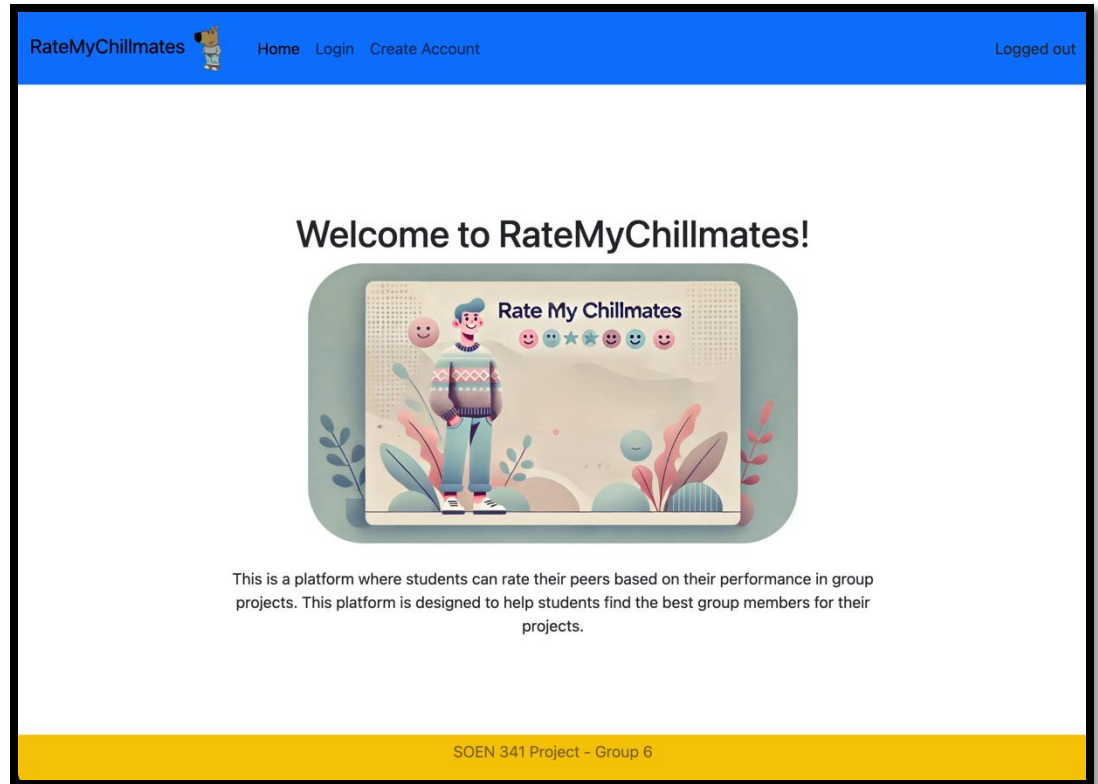 RateMyChillmates Home Login Create Account Logged out
Welcome to RateMyChillmates!
Rate My Chillmates
This is a platform where students can rate their peers based on their performance in group
projects. This platform is designed to help students find the best group members for their
projects.
SOEN 341 Project - Group 6